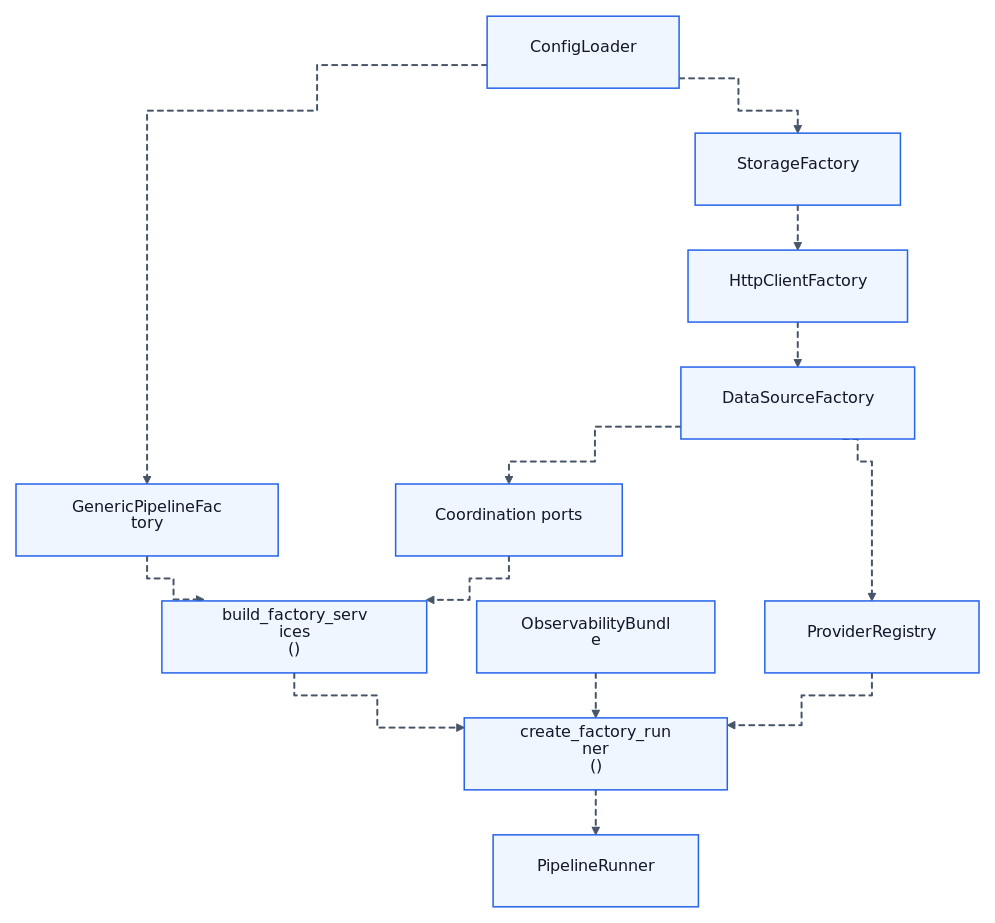 ConfigLoader
StorageFactory
HttpClientFactory
DataSourceFactory
GenericPipelineFac
tory
Coordination ports
build_factory_serv
ices
()
ObservabilityBundl
e
ProviderRegistry
create_factory_run
ner
()
PipelineRunner